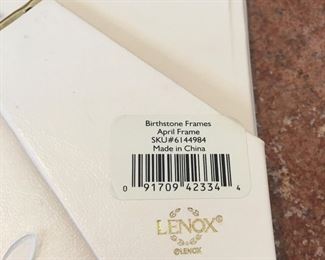 Birthstone Frames
April Frame
SKU#6144984
Made in China
0 91709 42334 4
LENOX®
©LENOX